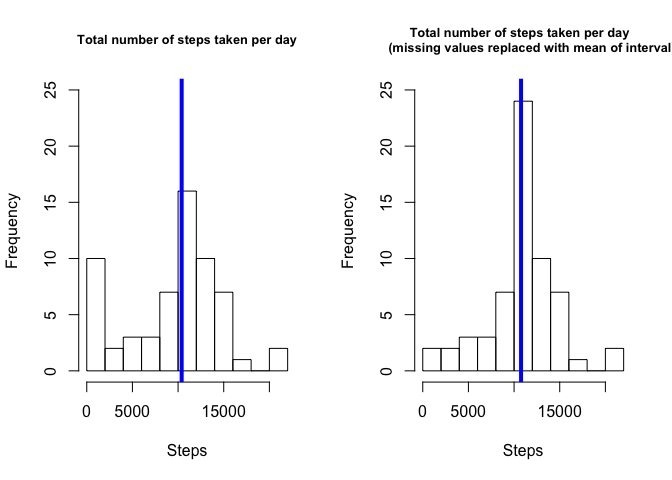 Total number of steps taken per day
Frequency
25
20
15
10
5
0
0 5000 15000
Steps
Total number of steps taken per day
(missing values replaced with mean of interval
Frequency
25
20
15
10
5
0
0 5000 15000
Steps